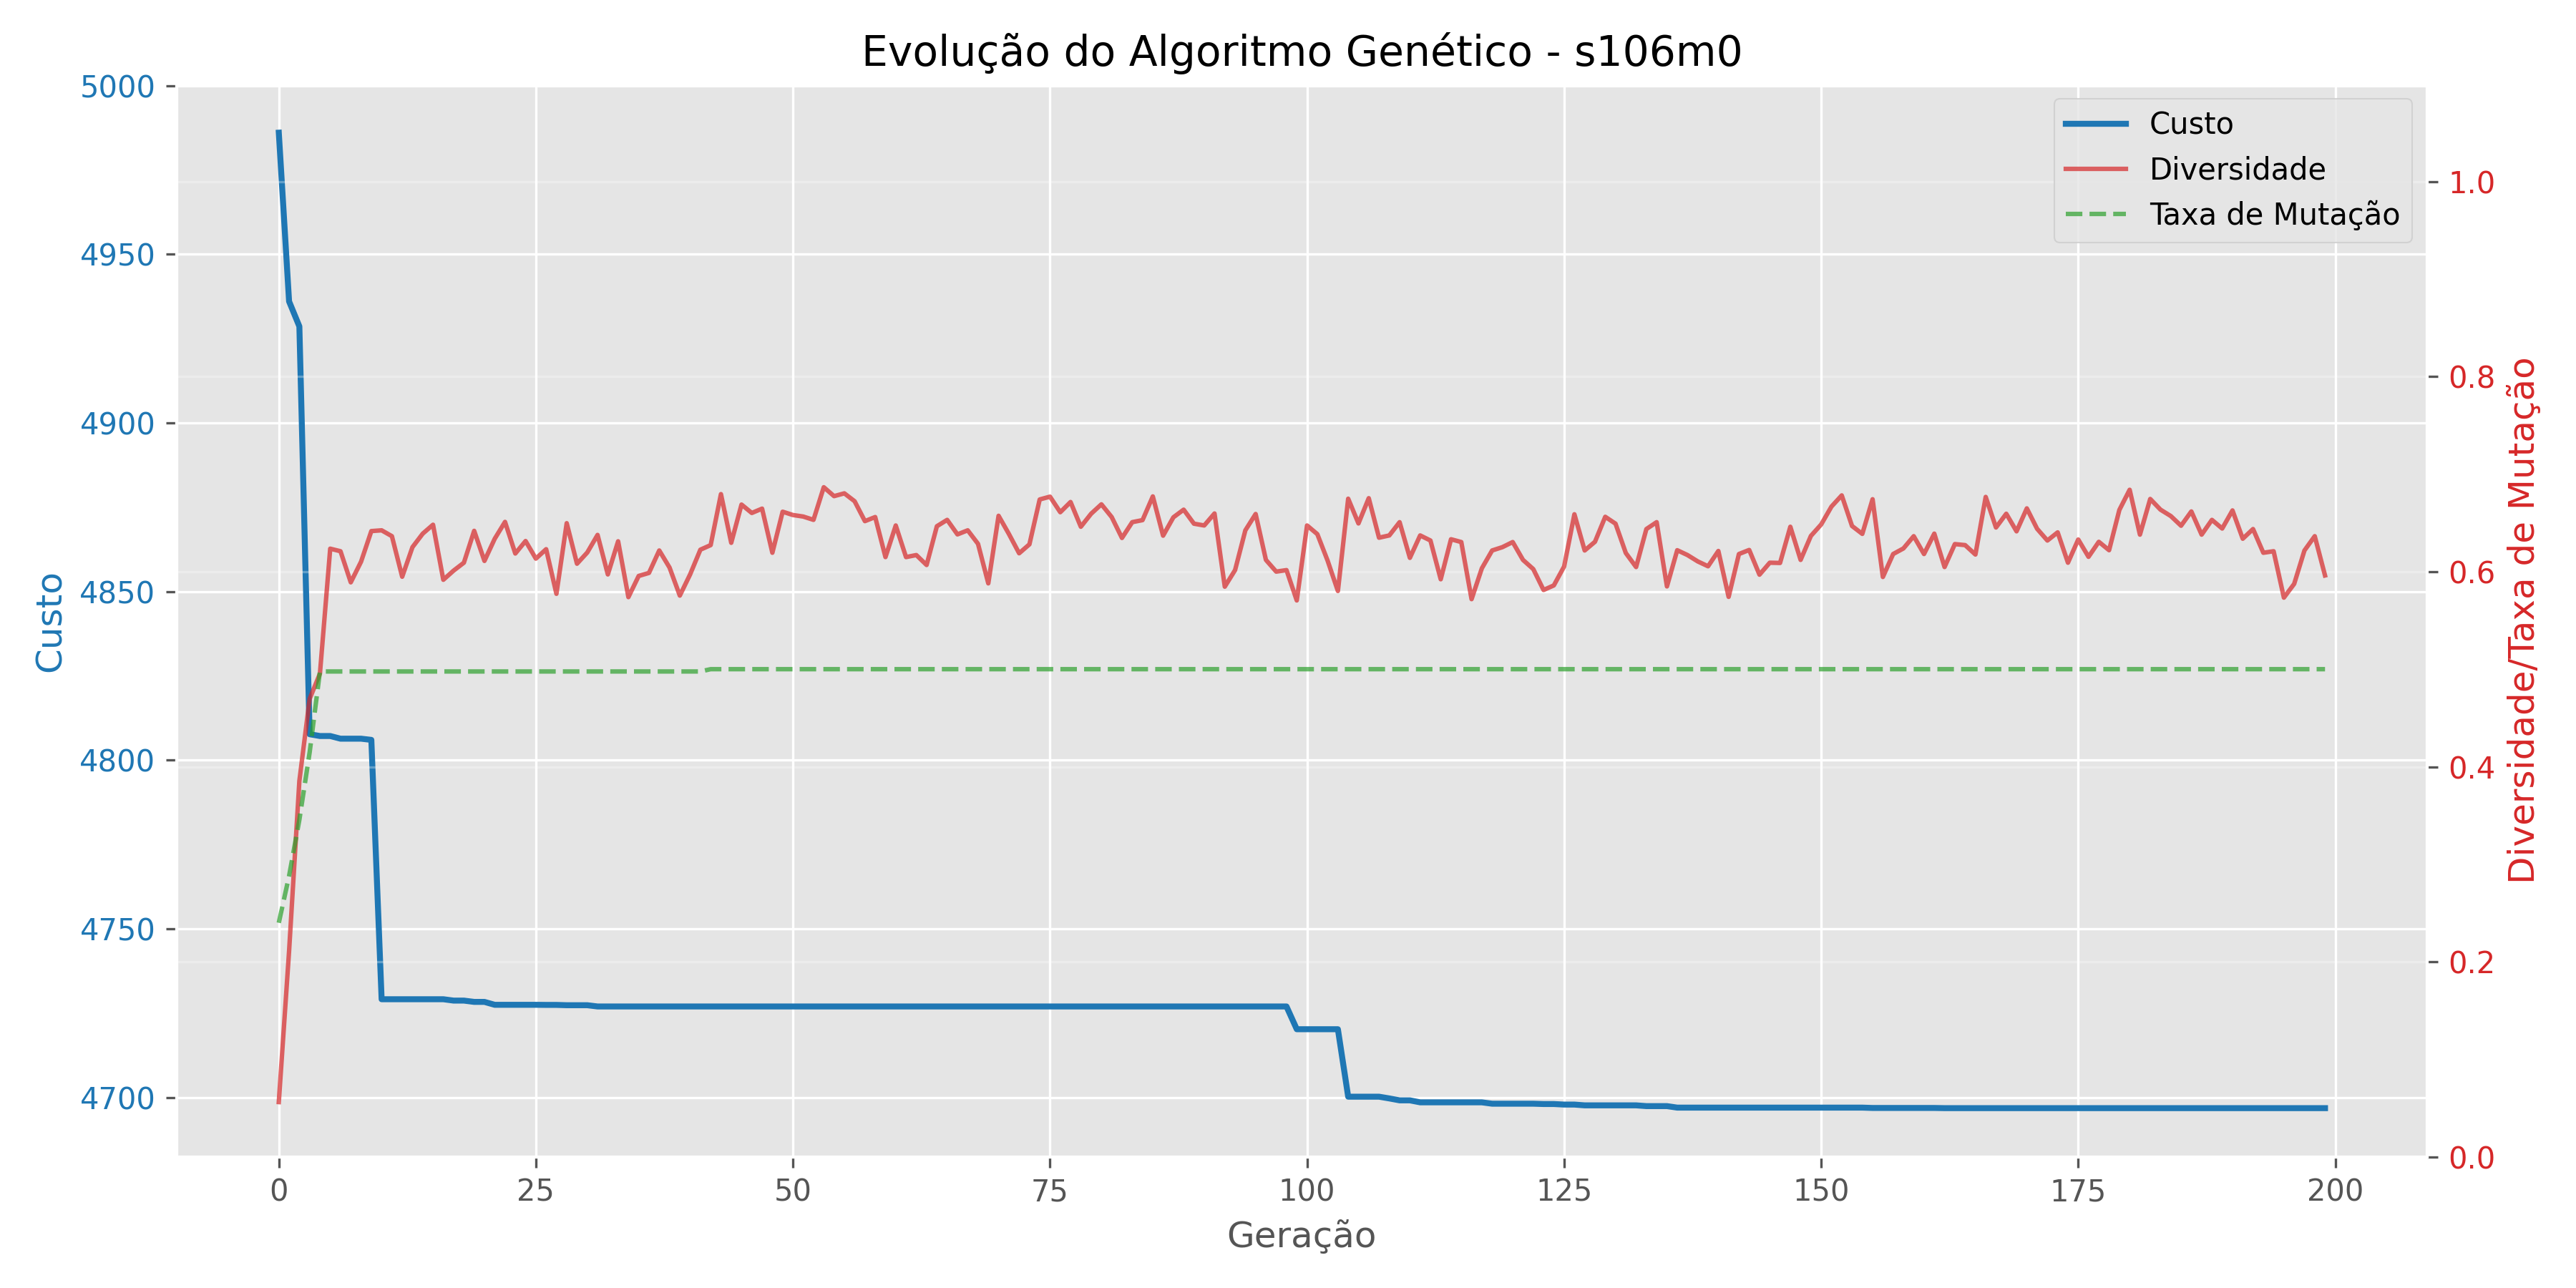 Evolução do Algoritmo Genético - s106m0
Custo
Diversidade
Taxa de Mutação
5000
4950
4900
4850
4800
4750
4700
Custo
1.0
0.8
0.6
0.4
0.2
0.0
Diversidade/Taxa de Mutação
0 25 50 75 100 125 150 175 200
Geração